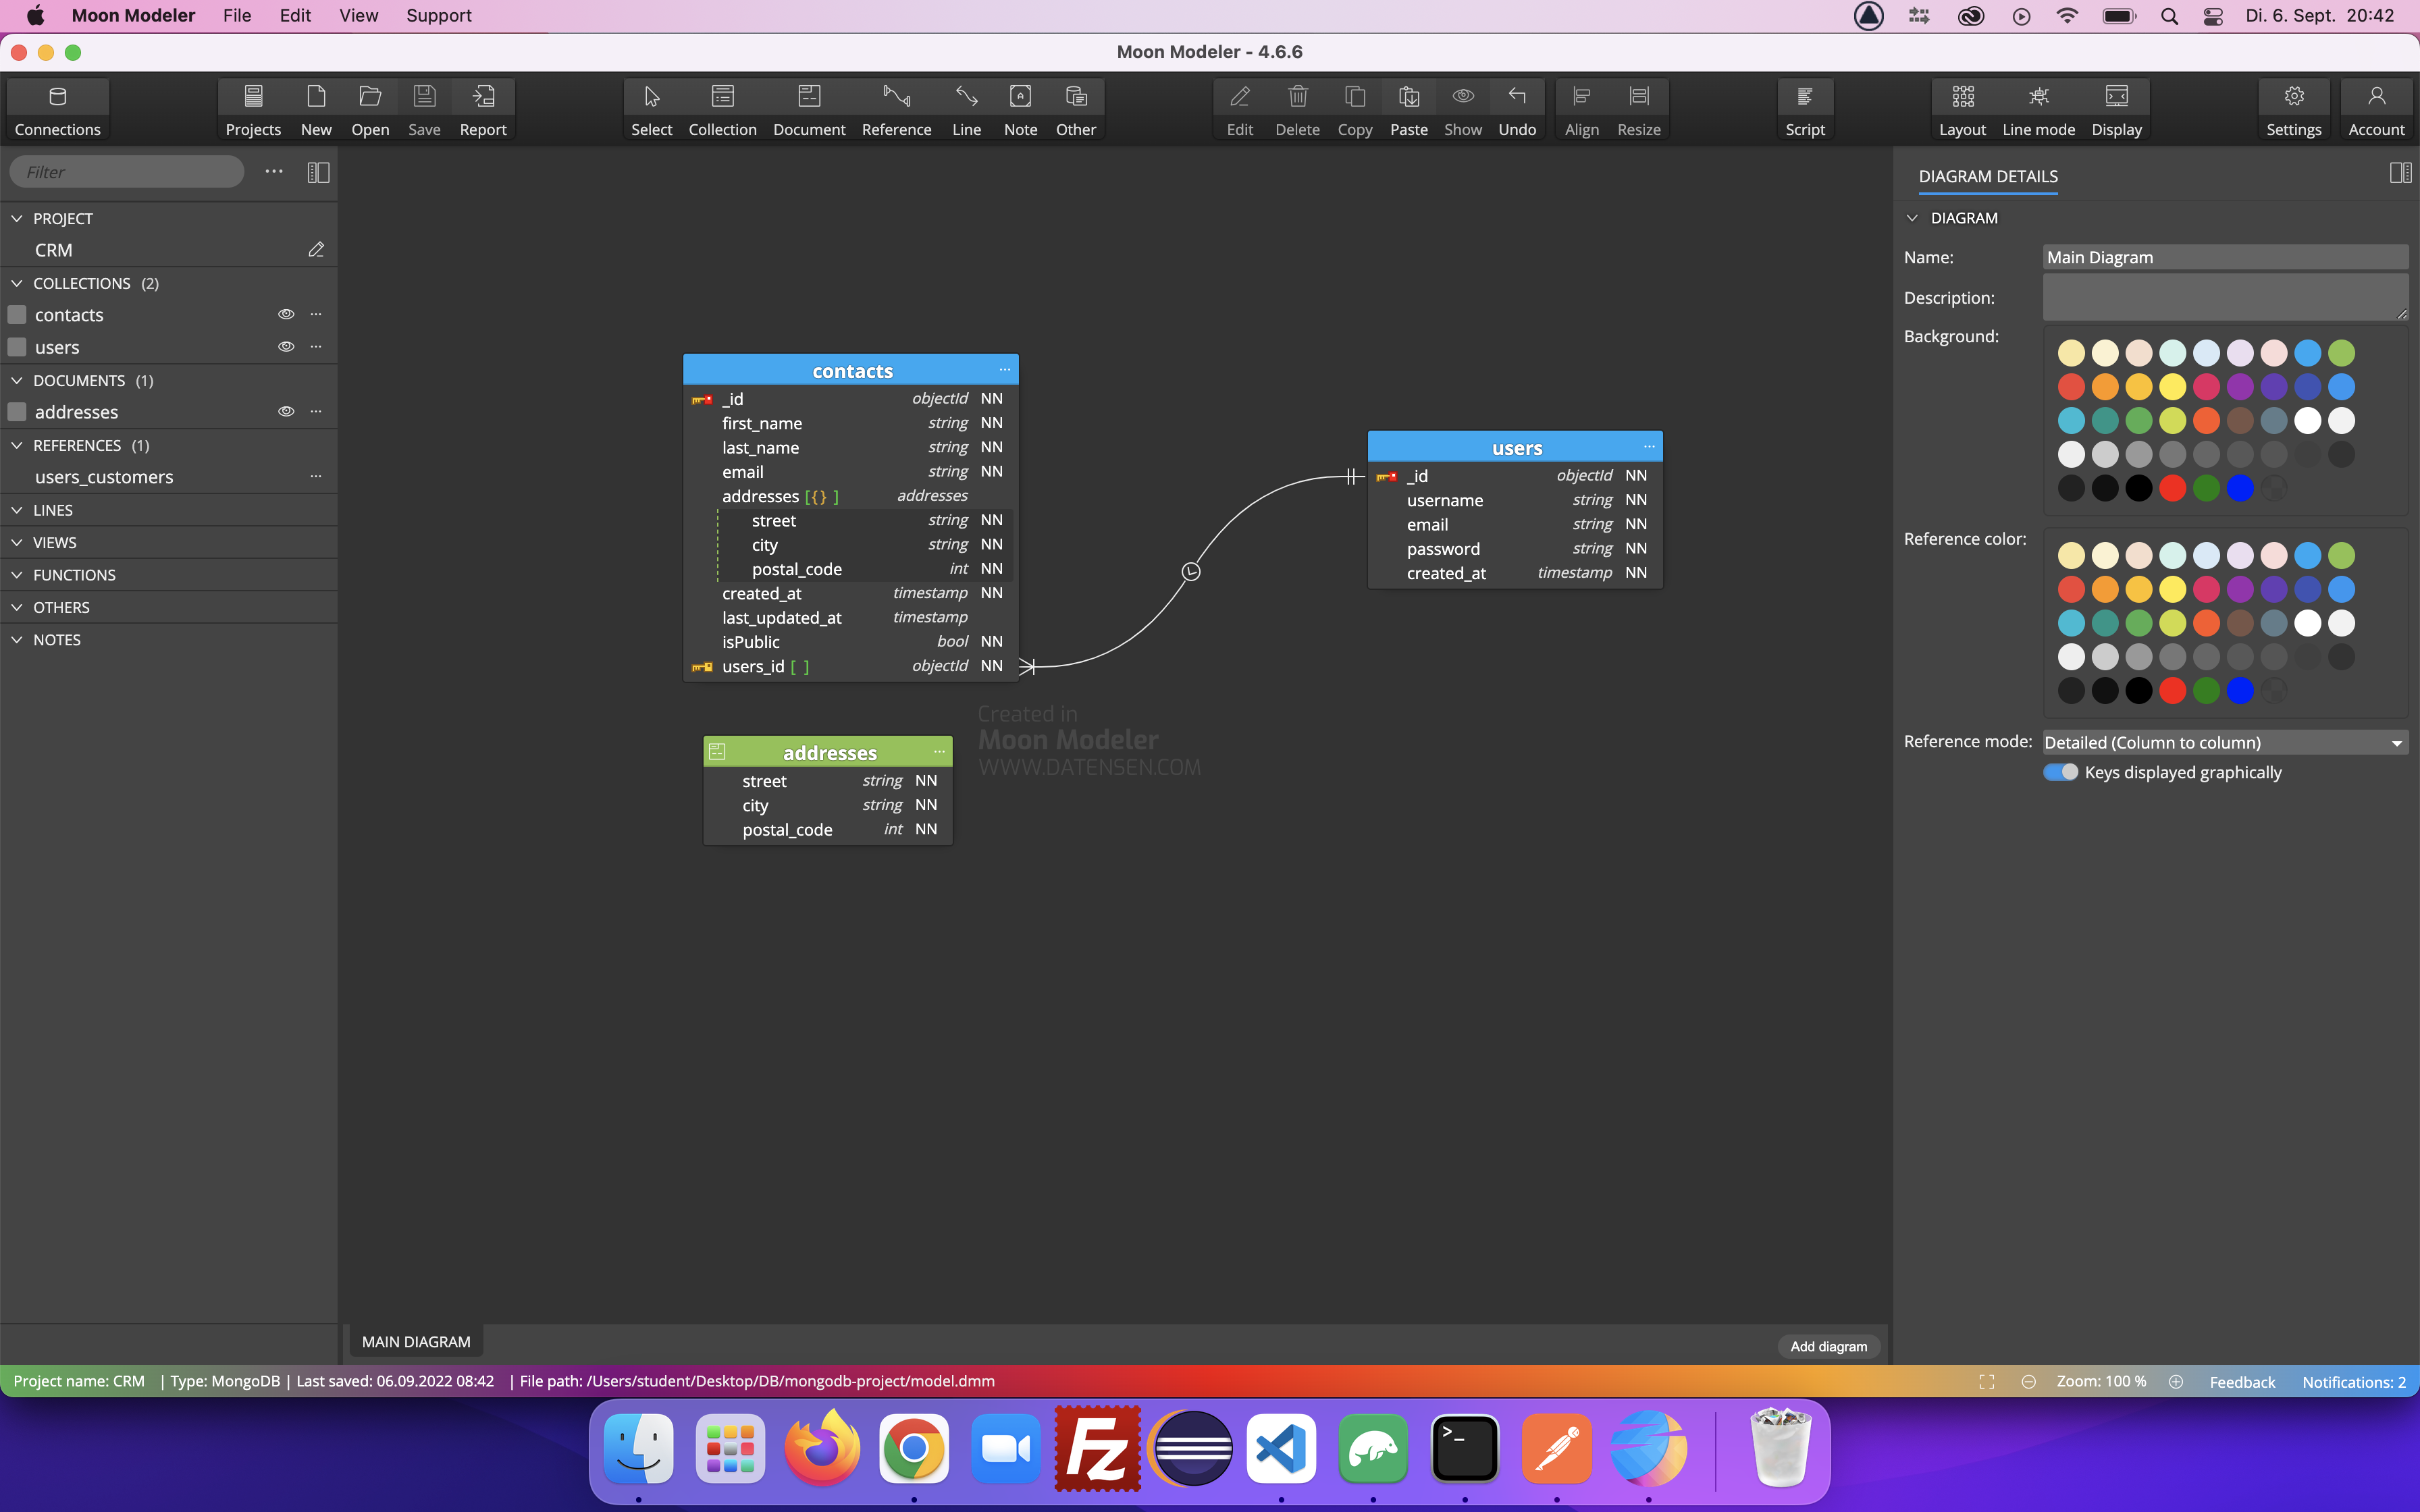 Moon Modeler File Edit View Support Di. 6. Sept. 20:42
Moon Modeler - 4.6.6
Connections Projects New Open Save Report Select Collection Document Reference Line Note Other Edit Delete Copy Paste Show Undo Align Resize Script Layout Line mode Display Settings Account
Filter
PROJECT
CRM
COLLECTIONS (2)
contacts
users
DOCUMENTS (1)
addresses
REFERENCES (1)
users_customers
LINES
VIEWS
FUNCTIONS
OTHERS
NOTES
contacts
_id objectId NN
first_name string NN
last_name string NN
email string NN
addresses [{} ] addresses
street string NN
city string NN
postal_code int NN
created_at timestamp NN
last_updated_at timestamp
isPublic bool NN
users_id [ ] objectId NN
users
_id objectId NN
username string NN
email string NN
password string NN
created_at timestamp NN
addresses
street string NN
city string NN
postal_code int NN
Created in
Moon Modeler
WWW.DATENSEN.COM
DIAGRAM DETAILS
DIAGRAM
Name: Main Diagram
Description:
Background:
Reference color:
Reference mode: Detailed (Column to column)
Keys displayed graphically
MAIN DIAGRAM
Add diagram
Project name: CRM | Type: MongoDB | Last saved: 06.09.2022 08:42 | File path: /Users/student/Desktop/DB/mongodb-project/model.dmm Zoom: 100 % Feedback Notifications: 2
Fz
>_